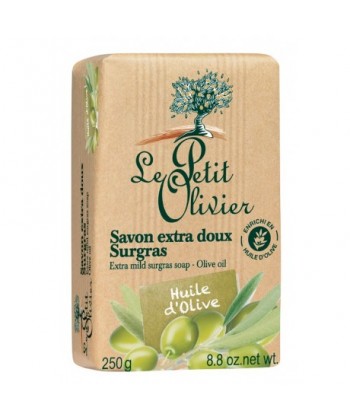 Le Petit
Olivier
ENRICHI EN
HUILE D'OLIVE
Savon extra doux
Surgras
Extra mild surgras soap - Olive oil
Huile
d'Olive
250g
8.8 oz.net wt.